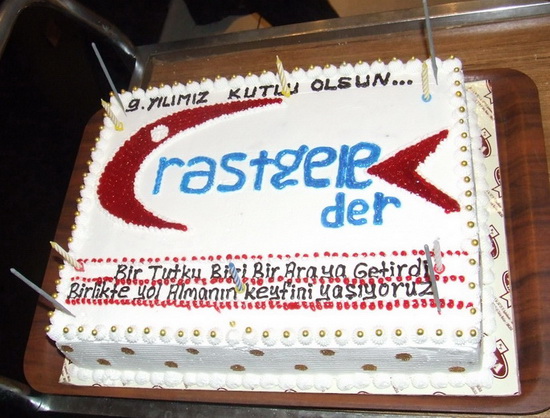 9. YILIMIZ KUTLU OLSUN...
rastgele
der
Bir Tutku Bizi Bir Araya Getirdi
Birlikte yol Almanın keyfini yaşıyoruz